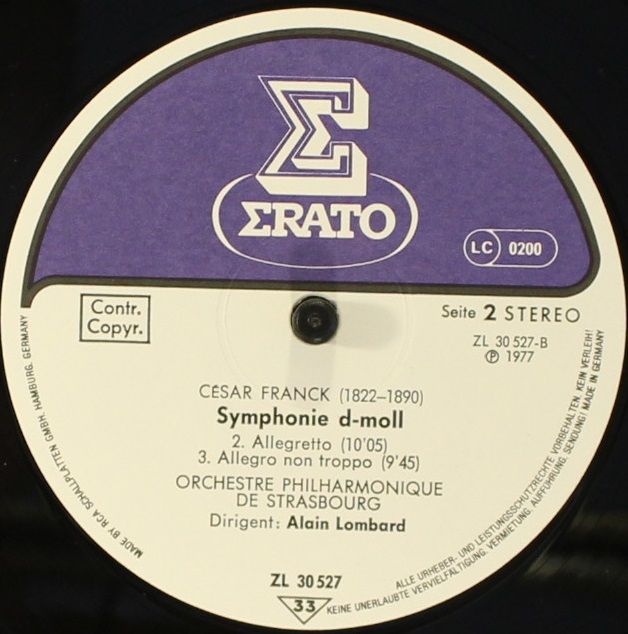 ΣRATO
LC 0200
Contr.
Copyr.
Seite 2 STEREO
ZL 30 527-B
℗ 1977
CÉSAR FRANCK (1822–1890)
Symphonie d-moll
2. Allegretto (10'05)
3. Allegro non troppo (9'45)
ORCHESTRE PHILHARMONIQUE
DE STRASBOURG
Dirigent: Alain Lombard
ZL 30 527
33
MADE BY RCA SCHALLPLATTEN GMBH. HAMBURG. GERMANY
ALLE URHEBER- UND LEISTUNGSSCHUTZRECHTE VORBEHALTEN. KEIN VERLEIH!
KEINE UNERLAUBTE VERVIELFÄLTIGUNG, VERMIETUNG, AUFFÜHRUNG, SENDUNG! MADE IN GERMANY